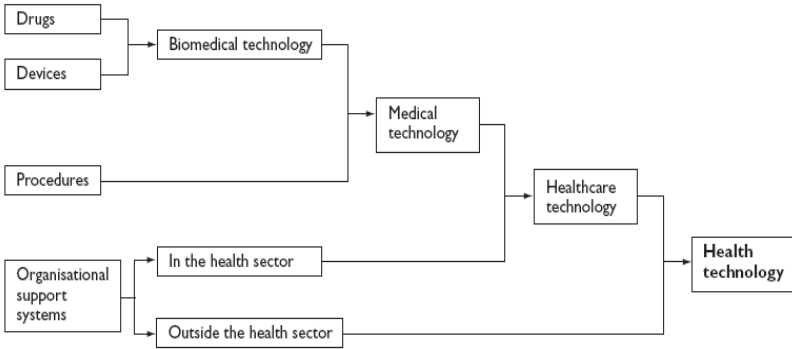 Drugs
Biomedical technology
Devices
Medical
technology
Procedures
Healthcare
technology
In the health sector
Health
technology
Organisational
support
systems
Outside the health sector